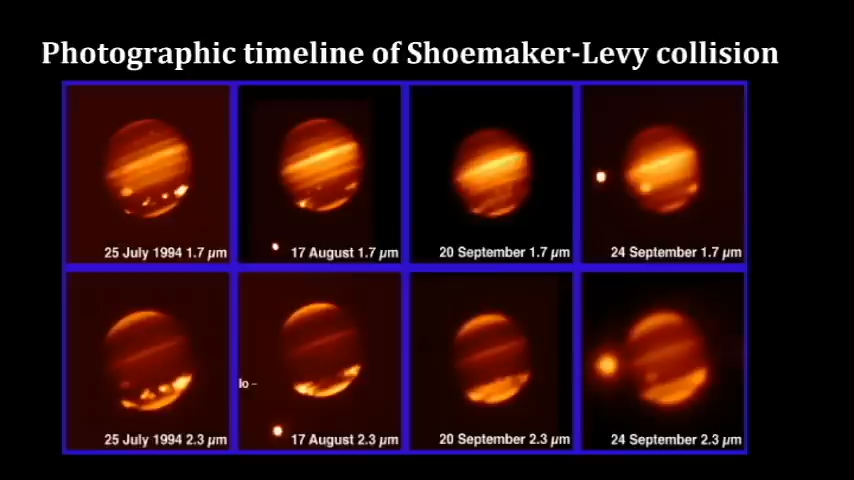 Photographic timeline of Shoemaker-Levy collision
25 July 1994 1.7 μm
17 August 1.7 μm
20 September 1.7 μm
24 September 1.7 μm
Io -
25 July 1994 2.3 μm
17 August 2.3 μm
20 September 2.3 μm
24 September 2.3 μm